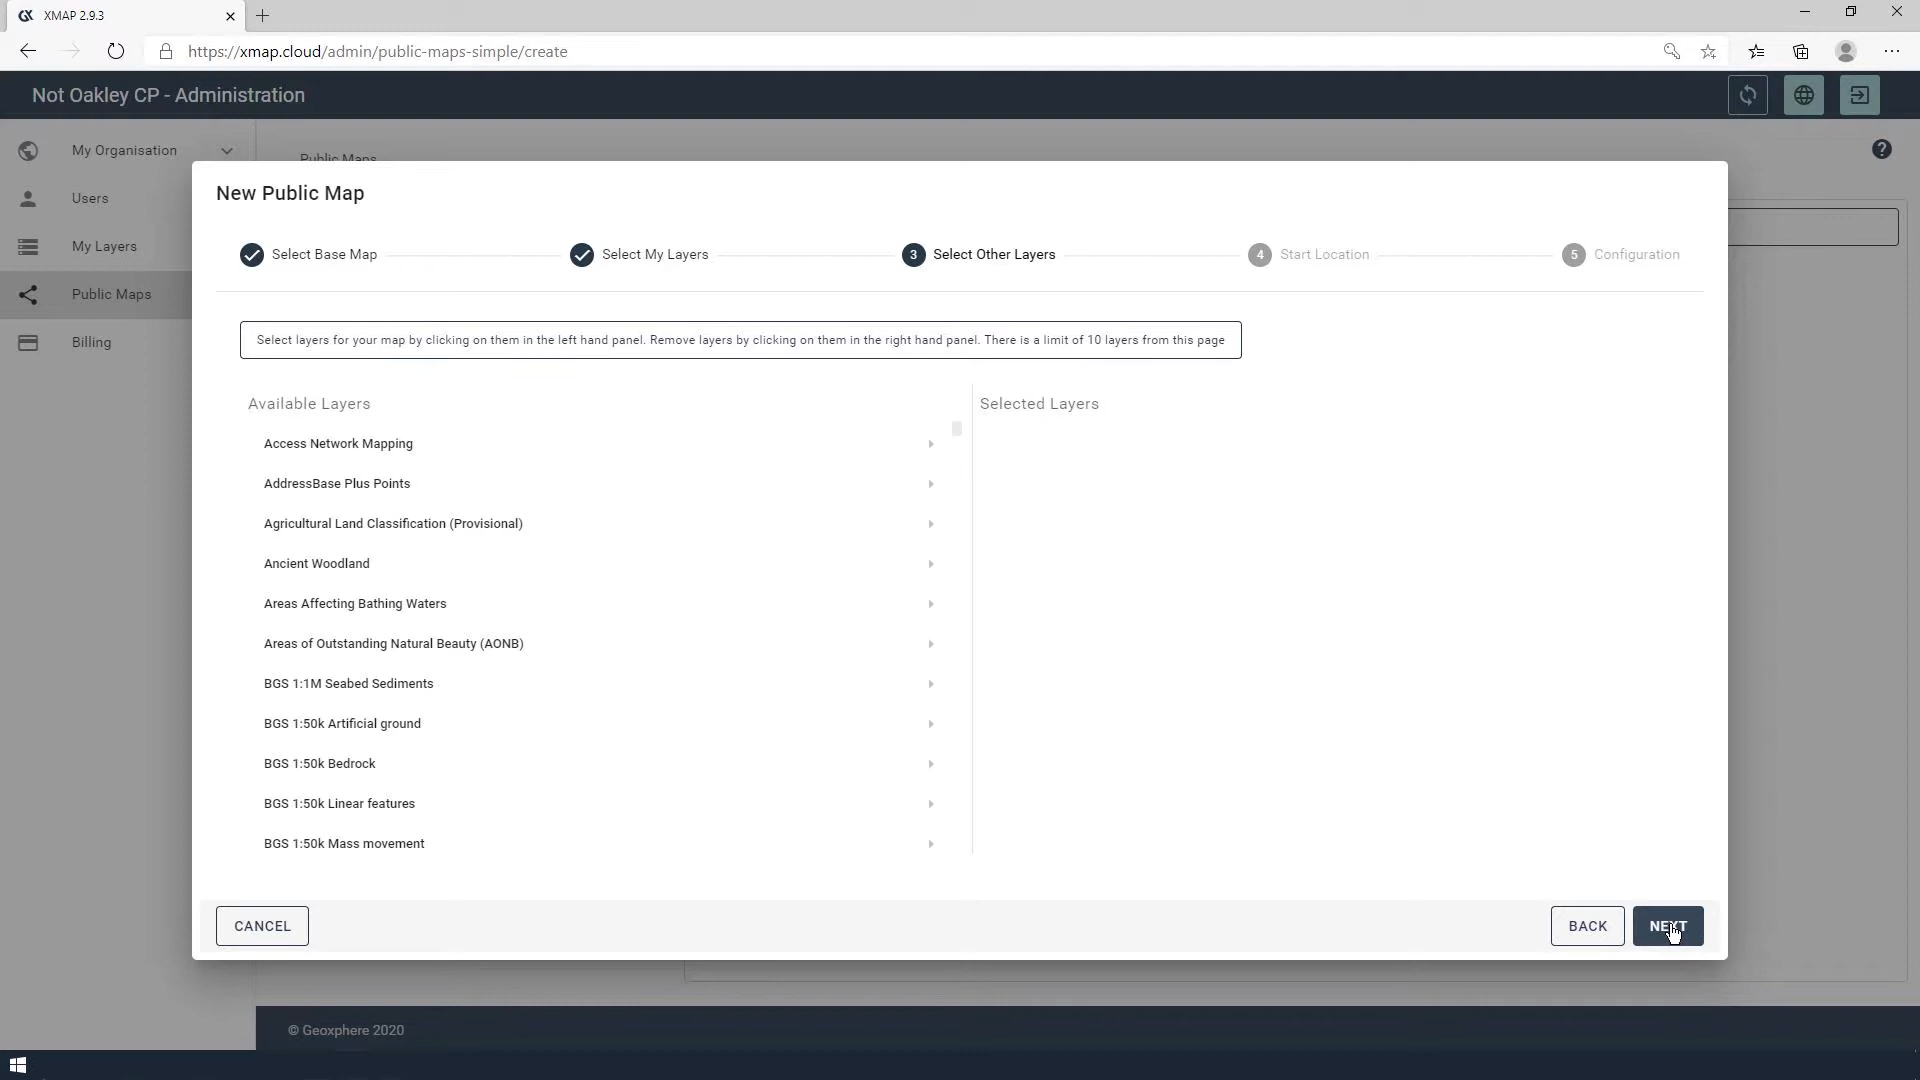 XMAP 2.9.3
https://xmap.cloud/admin/public-maps-simple/create
Not Oakley CP - Administration
My Organisation
Users
My Layers
Public Maps
Billing
Public Maps
New Public Map
Select Base Map
Select My Layers
3 Select Other Layers
4 Start Location
5 Configuration
Select layers for your map by clicking on them in the left hand panel. Remove layers by clicking on them in the right hand panel. There is a limit of 10 layers from this page
Available Layers
Selected Layers
Access Network Mapping
AddressBase Plus Points
Agricultural Land Classification (Provisional)
Ancient Woodland
Areas Affecting Bathing Waters
Areas of Outstanding Natural Beauty (AONB)
BGS 1:1M Seabed Sediments
BGS 1:50k Artificial ground
BGS 1:50k Bedrock
BGS 1:50k Linear features
BGS 1:50k Mass movement
CANCEL
BACK
NEXT
© Geoxphere 2020